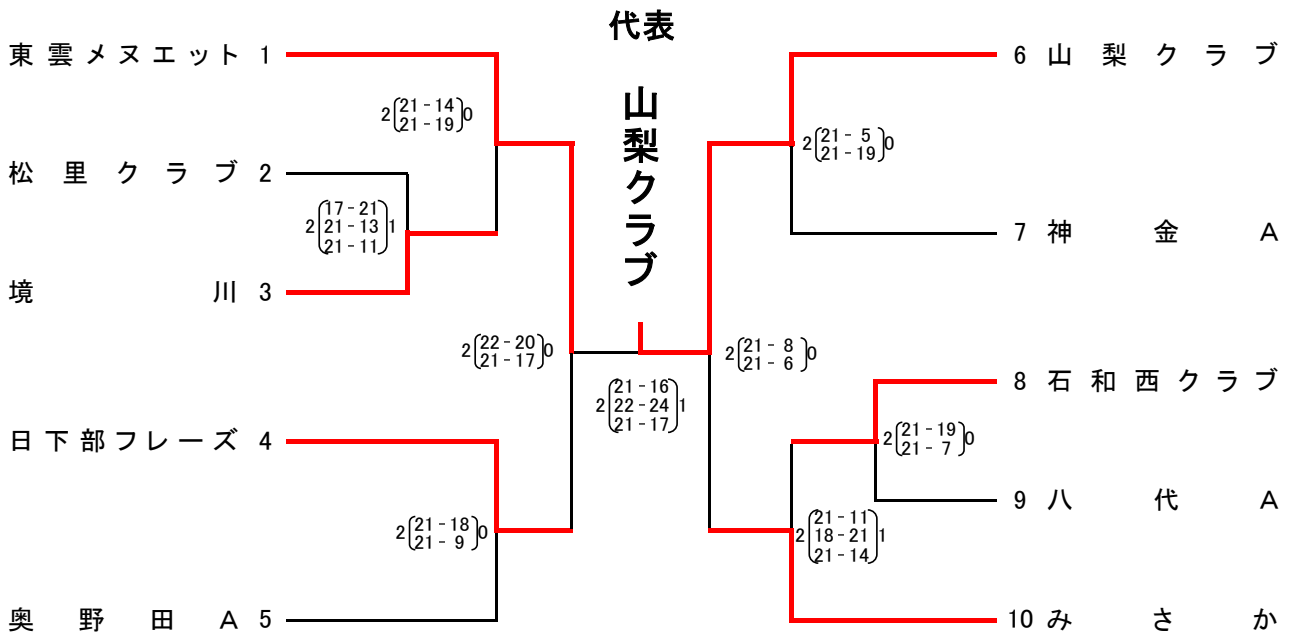 代表
山梨クラブ
東雲メヌエット 1
2(21-14)0
21-19
松里クラブ 2
17-21
2(21-13)1
21-11
境川 3
2(22-20)0
21-17
日下部フレーズ 4
2(21-18)0
21-9
奥野田A 5
21-16
2(22-24)1
21-17
6 山梨クラブ
2(21-5)0
21-19
7 神金A
2(21-8)0
21-6
8 石和西クラブ
2(21-19)0
21-7
9 八代A
21-11
2(18-21)1
21-14
10 みさか